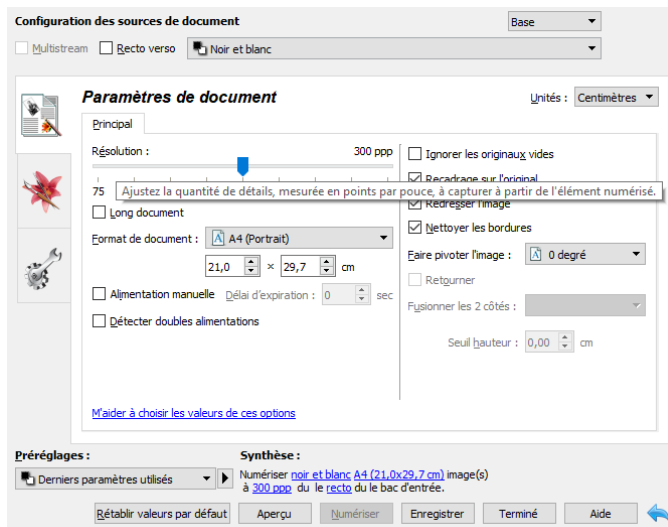 Configuration des sources de document
Base
Multistream
Recto verso
Noir et blanc
Paramètres de document
Unités :
Centimètres
Principal
Résolution :
300 ppp
75
Ajustez la quantité de détails, mesurée en points par pouce, à capturer à partir de l'élément numérisé.
Long document
Format de document :
A4 (Portrait)
21,0 × 29,7 cm
Alimentation manuelle
Délai d'expiration :
0
sec
Détecter doubles alimentations
Ignorer les originaux vides
Recadrage sur l'original
Redresser l'image
Nettoyer les bordures
Faire pivoter l'image :
0 degré
Retourner
Fusionner les 2 côtés :
Seuil hauteur :
0,00
cm
M'aider à choisir les valeurs de ces options
Préréglages :
Derniers paramètres utilisés
Synthèse :
Numériser noir et blanc A4 (21,0x29,7 cm) image(s)
à 300 ppp du le recto du le bac d'entrée.
Rétablir valeurs par défaut
Aperçu
Numériser
Enregistrer
Terminé
Aide